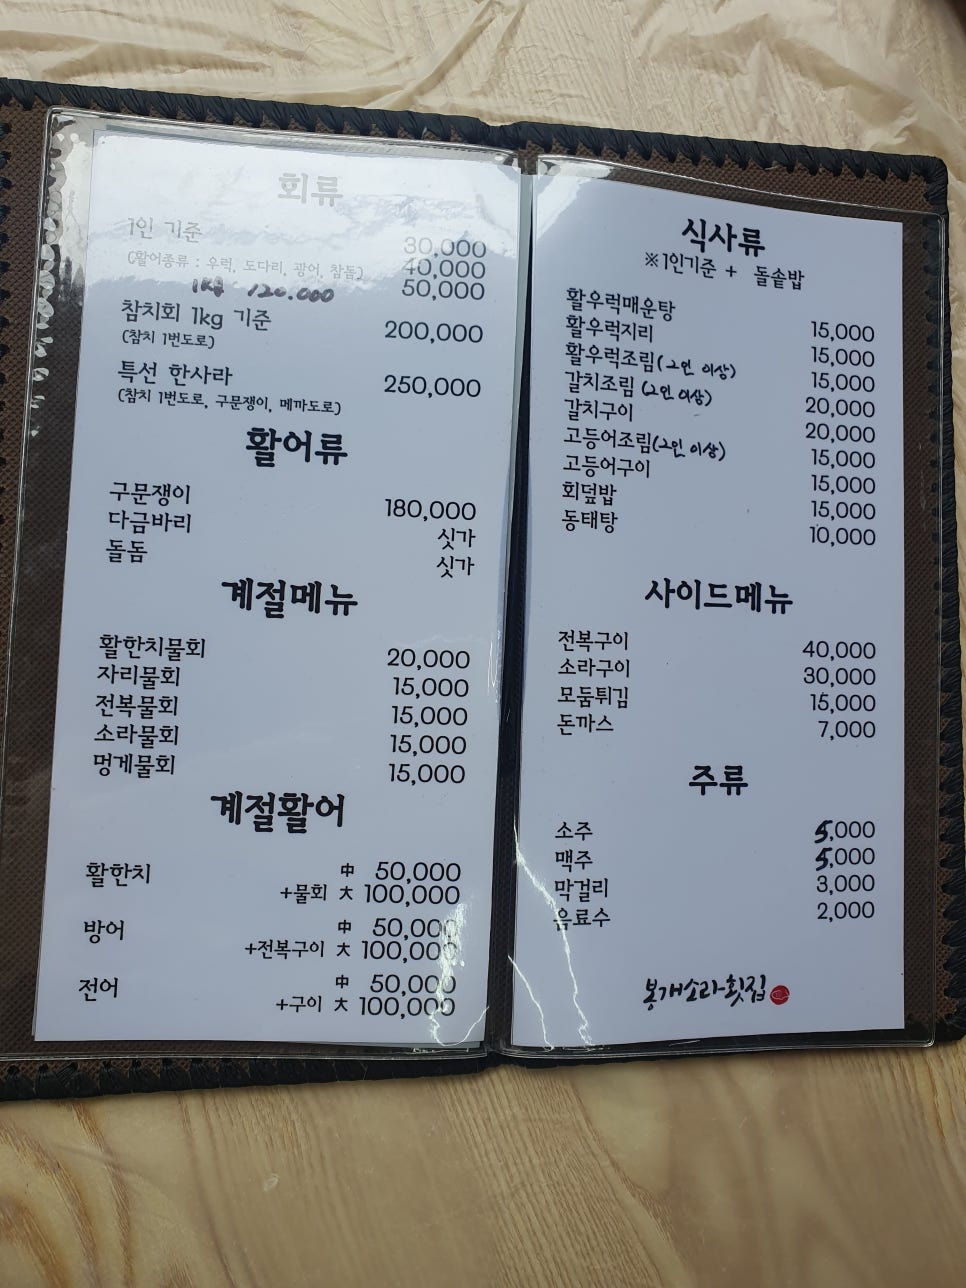 회류
1인 기준 30,000
(활어종류 : 우럭, 도다리, 광어, 참돔) 40,000
1kg 120.000 50,000
참치회 1kg 기준 200,000
(참치 1번도로)
특선 한사라 250,000
(참치 1번도로, 구문쟁이, 메까도로)
활어류
구문쟁이 180,000
다금바리 싯가
돌돔 싯가
계절메뉴
활한치물회 20,000
자리물회 15,000
전복물회 15,000
소라물회 15,000
멍게물회 15,000
계절활어
활한치 中 50,000
+물회 大 100,000
방어 中 50,000
+전복구이 大 100,000
전어 中 50,000
+구이 大 100,000
식사류
※1인기준 + 돌솥밥
활우럭매운탕 15,000
활우럭지리 15,000
활우럭조림(2인 이상) 15,000
갈치조림(2인 이상) 20,000
갈치구이 20,000
고등어조림(2인 이상) 15,000
고등어구이 15,000
회덮밥 15,000
동태탕 10,000
사이드메뉴
전복구이 40,000
소라구이 30,000
모둠튀김 15,000
돈까스 7,000
주류
소주 5,000
맥주 5,000
막걸리 3,000
음료수 2,000
봉개소라횟집